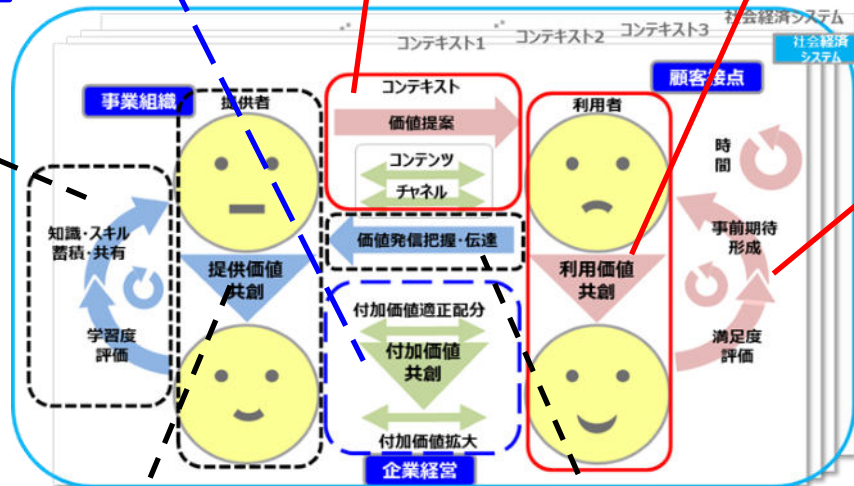 社会経済システム
コンテキスト1
コンテキスト2
コンテキスト3
社会経済
システム
事業組織
提供者
コンテキスト
利用者
顧客接点
価値提案
コンテンツ
チャネル
時
間
知識・スキル
蓄積・共有
価値発信把握・伝達
事前期待
形成
提供価値
共創
利用価値
共創
付加価値適正配分
学習度
評価
付加価値
共創
満足度
評価
付加価値拡大
企業経営